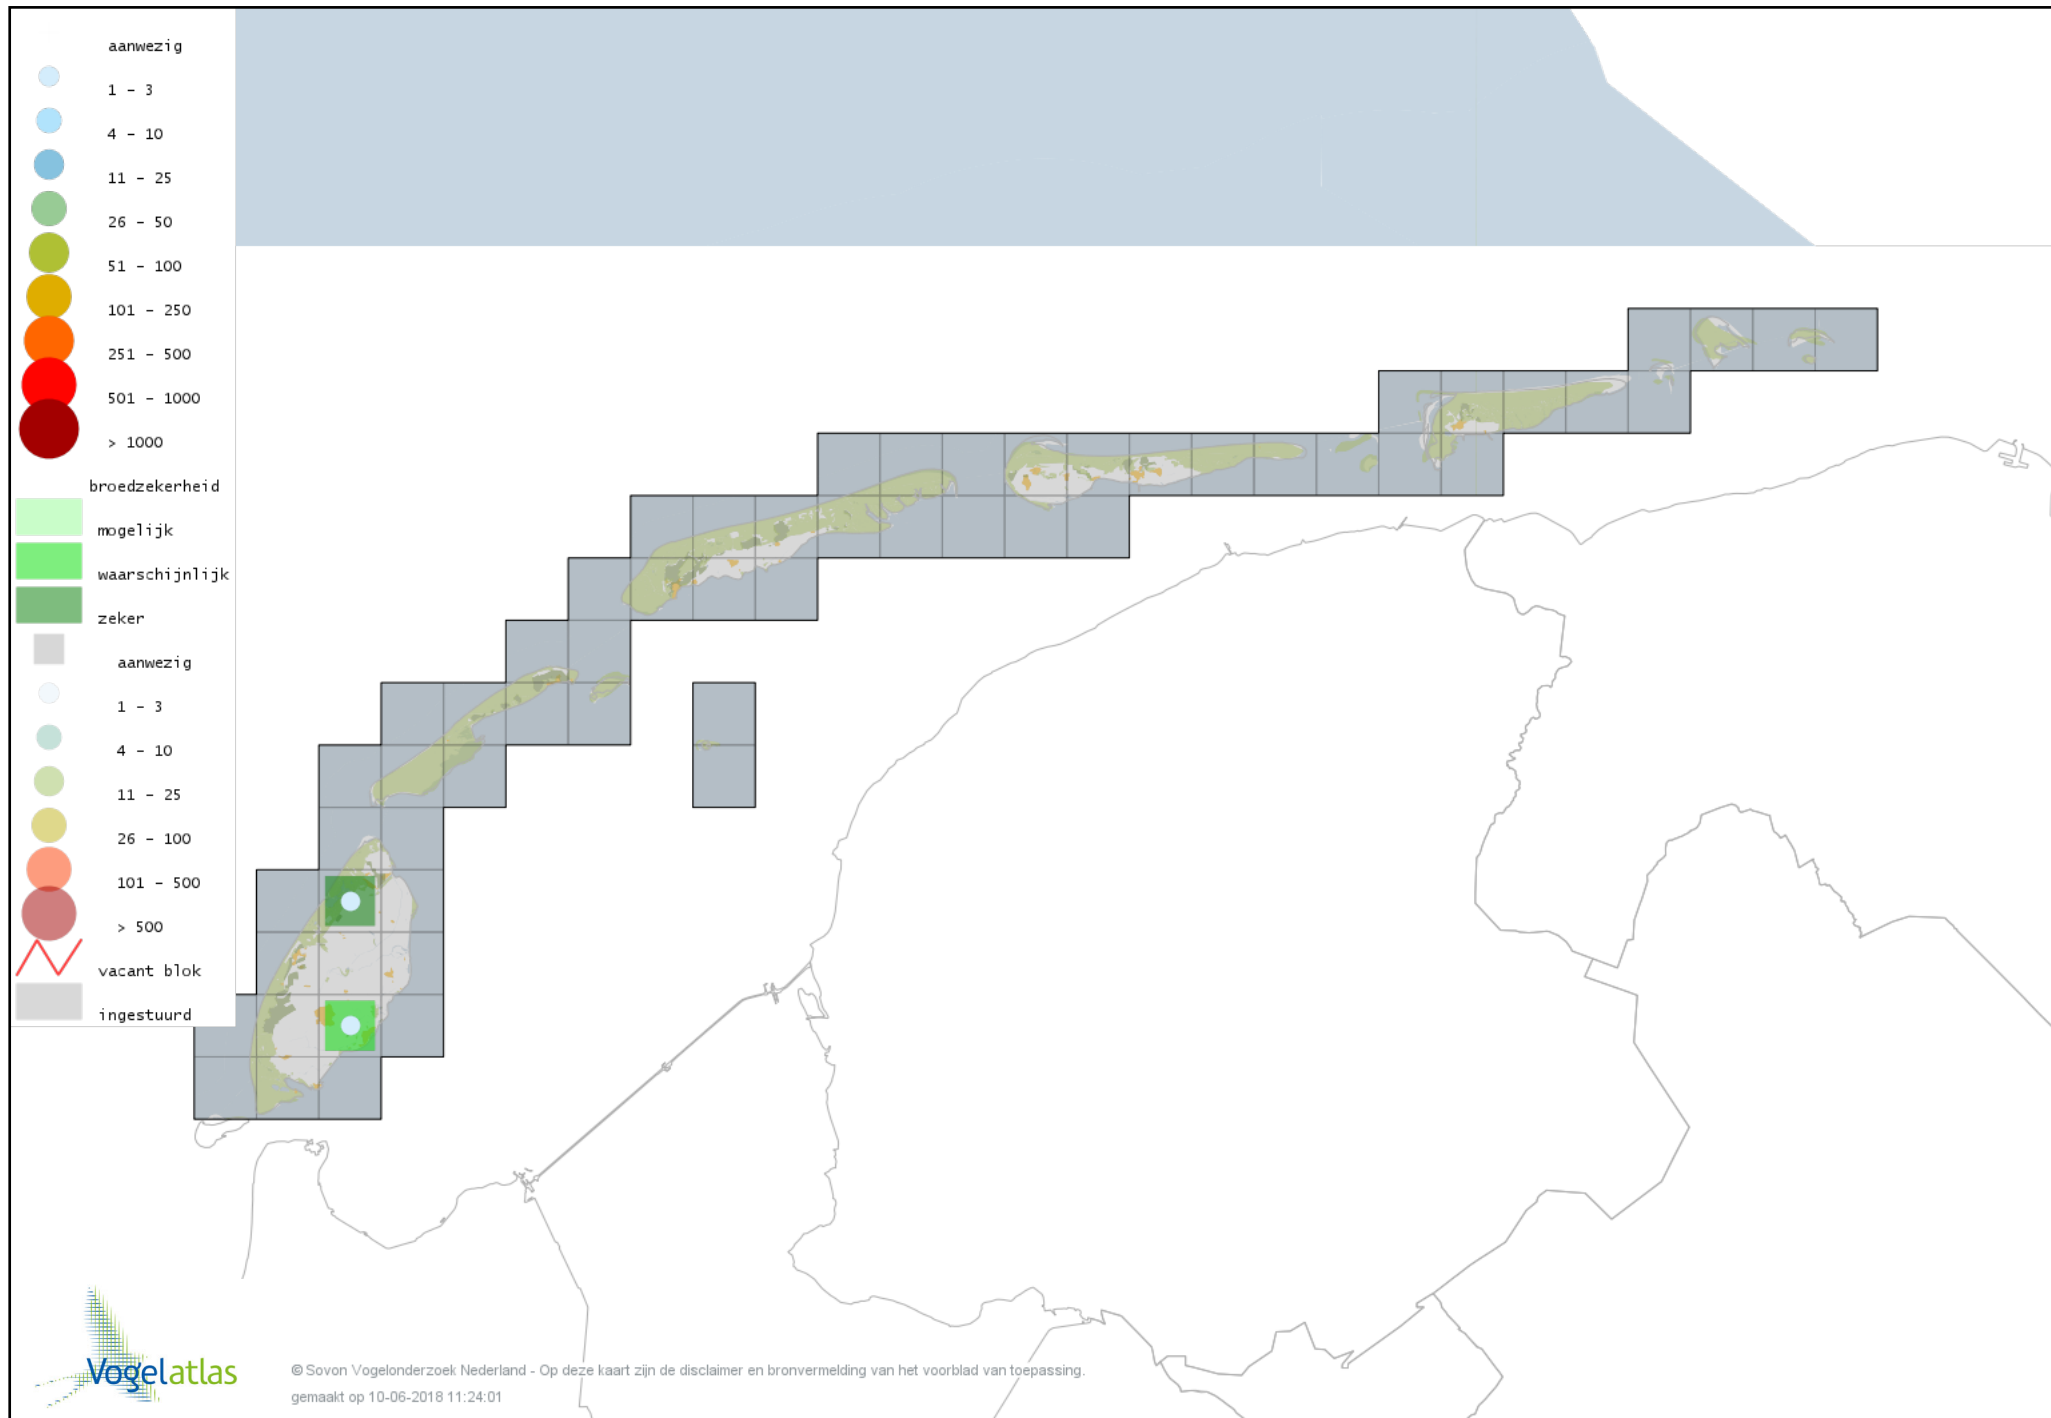 aanwezig
1 - 3
4 - 10
11 - 25
26 - 50
51 - 100
101 - 250
251 - 500
501 - 1000
> 1000
broedzekerheid
mogelijk
waarschijnlijk
zeker
aanwezig
1 - 3
4 - 10
11 - 25
26 - 100
101 - 500
> 500
vacant blok
ingestuurd
Vogelatlas
© Sovon Vogelonderzoek Nederland - Op deze kaart zijn de disclaimer en bronvermelding van het voorblad van toepassing.
gemaakt op 10-06-2018 11:24:01